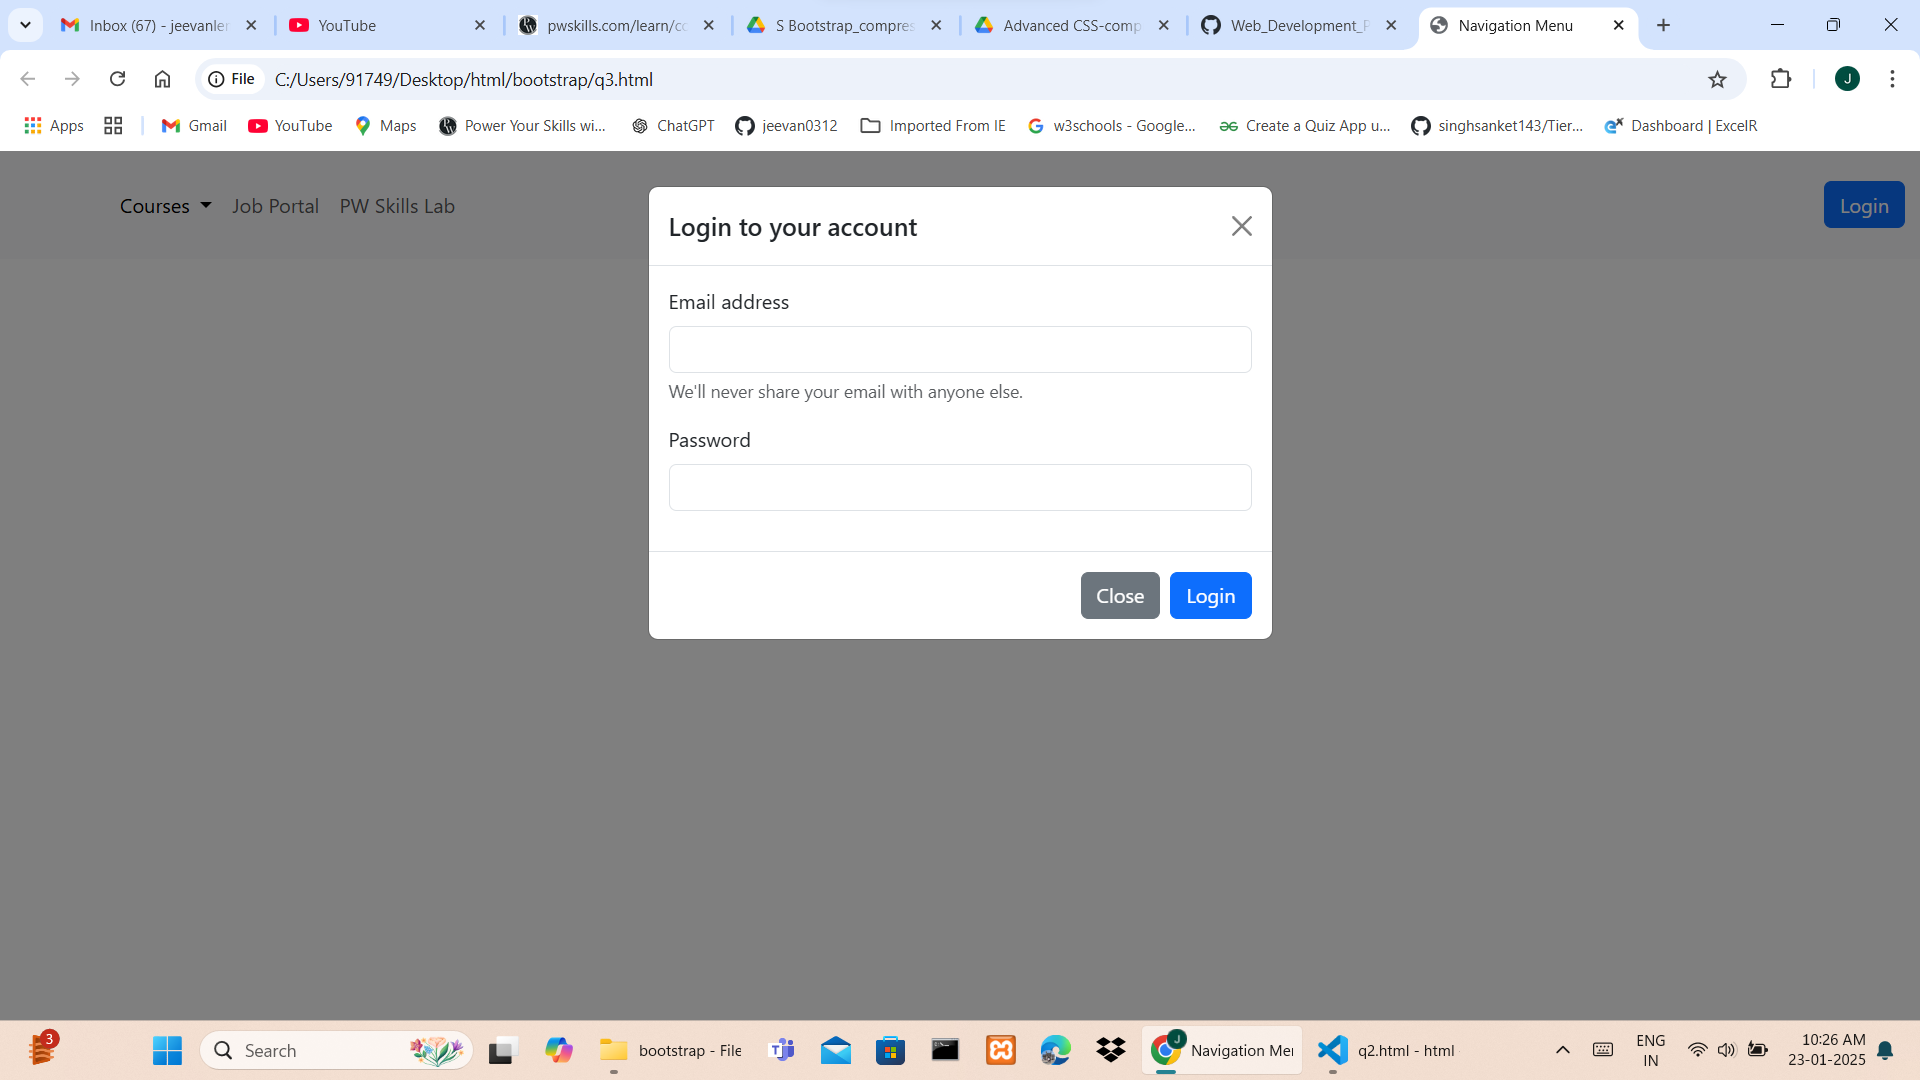 Inbox (67) - jeevanler
YouTube
pwskills.com/learn/co
S Bootstrap_compres
Advanced CSS-comp
Web_Development_P
Navigation Menu
File
C:/Users/91749/Desktop/html/bootstrap/q3.html
J
Apps
Gmail
YouTube
Maps
Power Your Skills wi...
ChatGPT
jeevan0312
Imported From IE
w3schools - Google...
Create a Quiz App u...
singhsanket143/Tier...
Dashboard | ExcelR
Courses
Job Portal
PW Skills Lab
Login
Login to your account
Email address
We'll never share your email with anyone else.
Password
Close
Login
3
Search
bootstrap - File
J
Navigation Mei
q2.html - html
ENG
IN
10:26 AM
23-01-2025